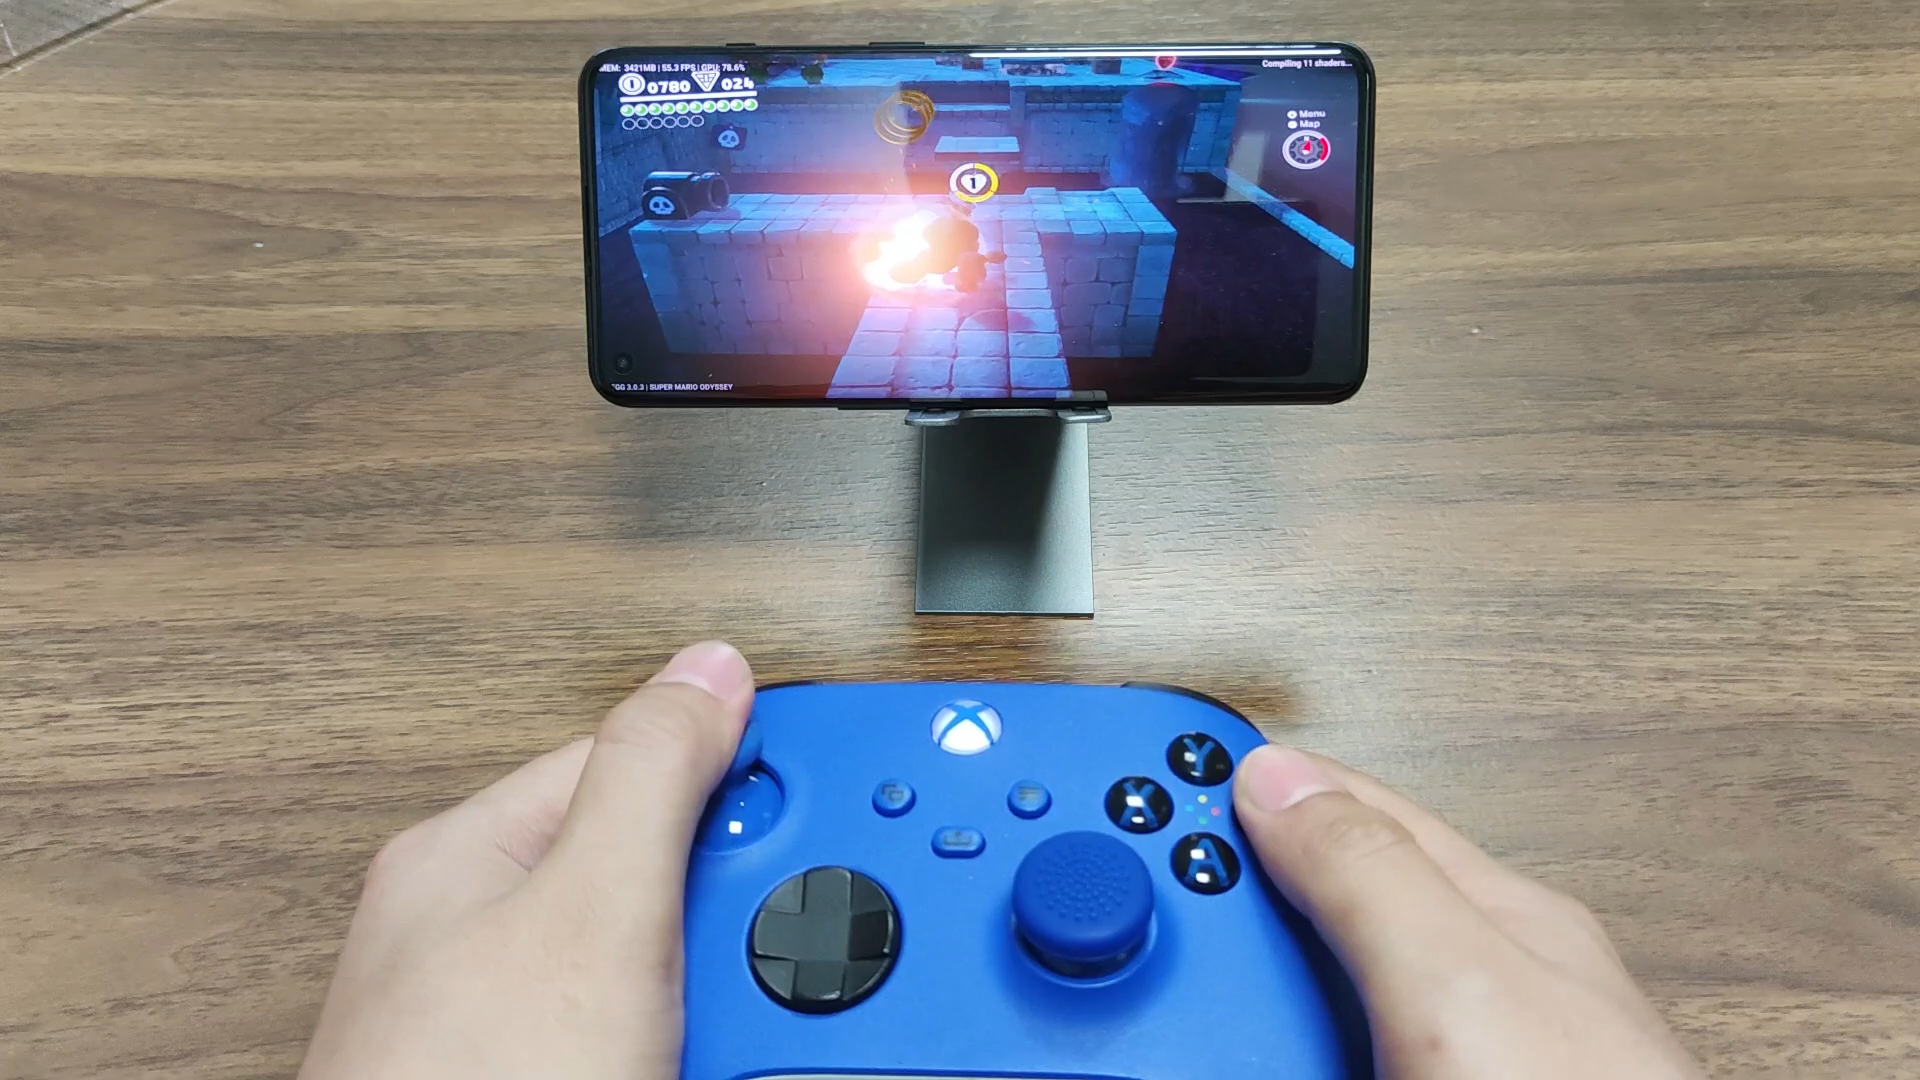 MEM: 3421MB | 55.3 FPS | GPU: 78.6%
Compiling 11 shaders...
0780 024
1
Menu
Map
EGG 3.0.3 | SUPER MARIO ODYSSEY
Y
X
A